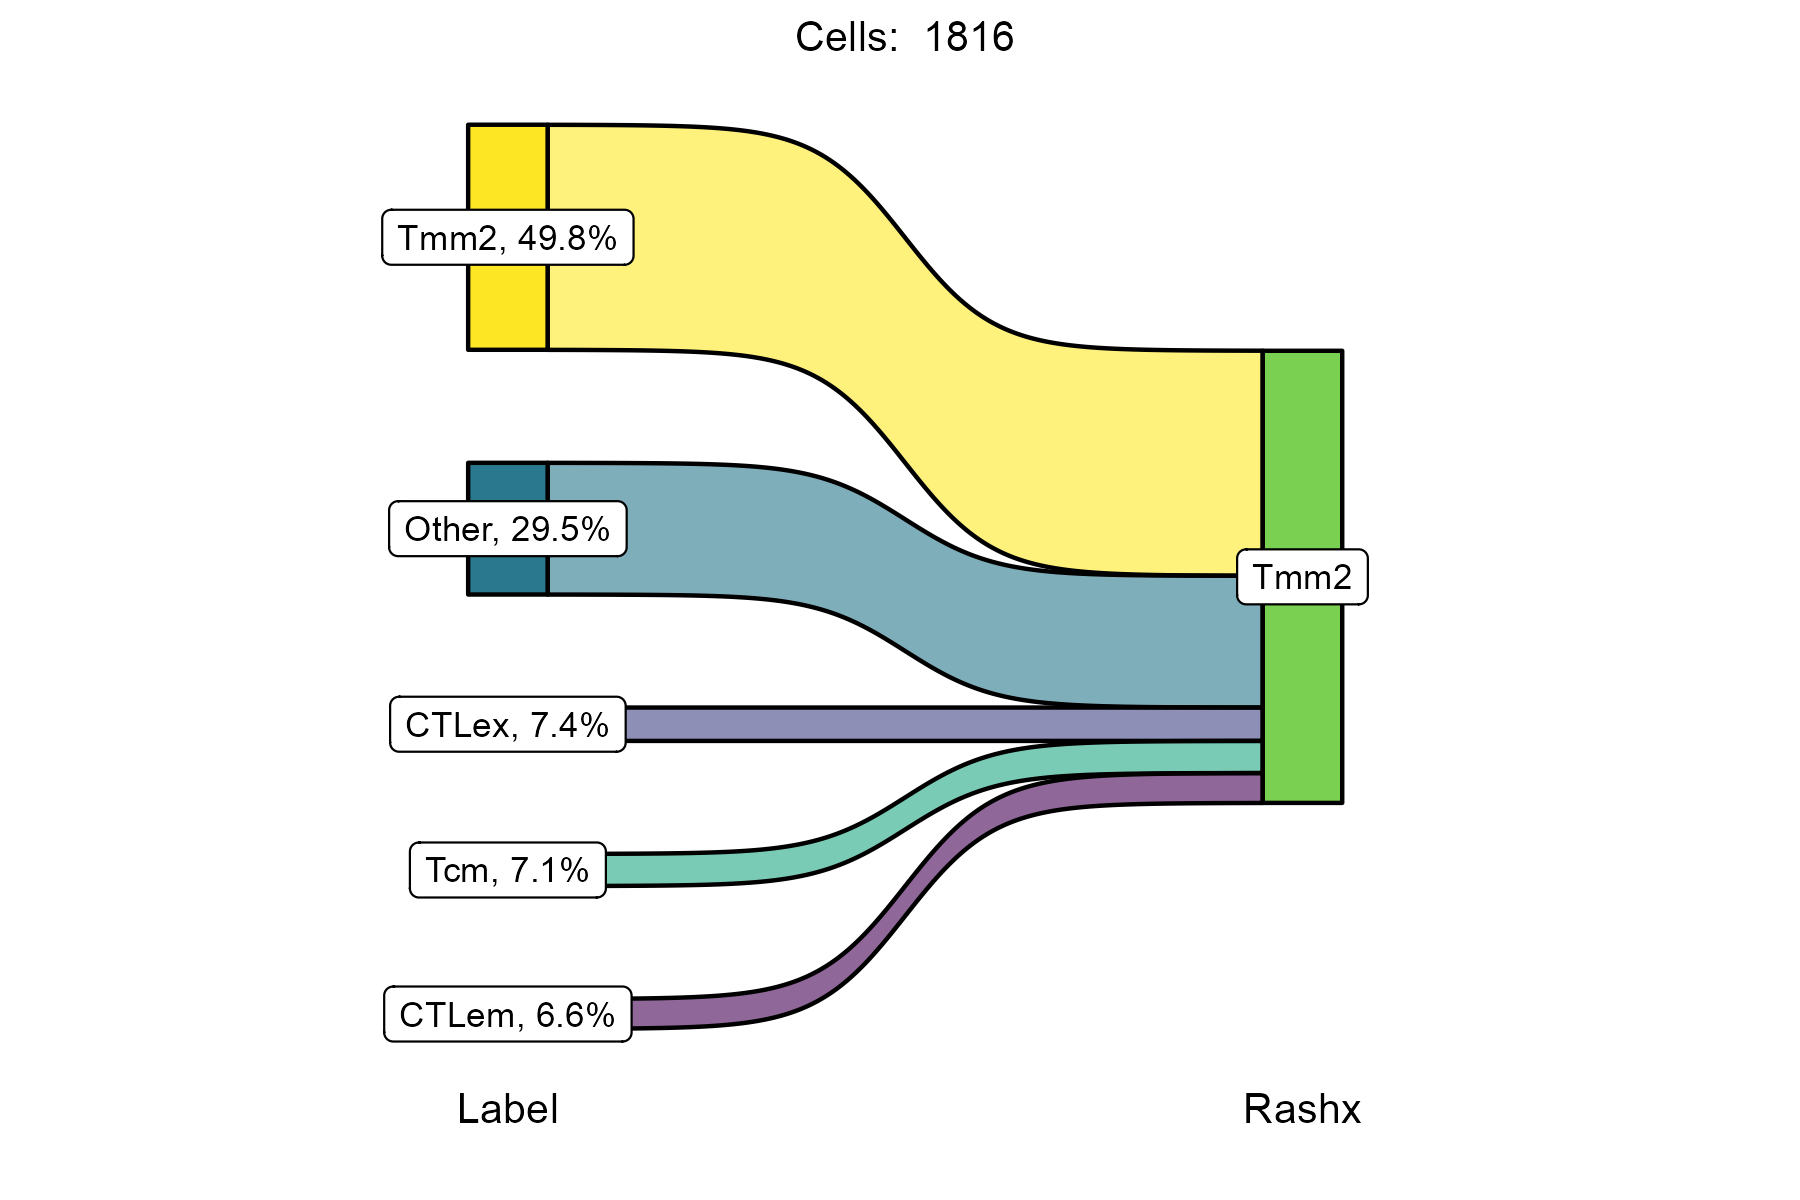 Cells:  1816
Tmm2, 49.8%
Other, 29.5%
Tmm2
CTLex, 7.4%
Tcm, 7.1%
CTLem, 6.6%
Label
Rashx